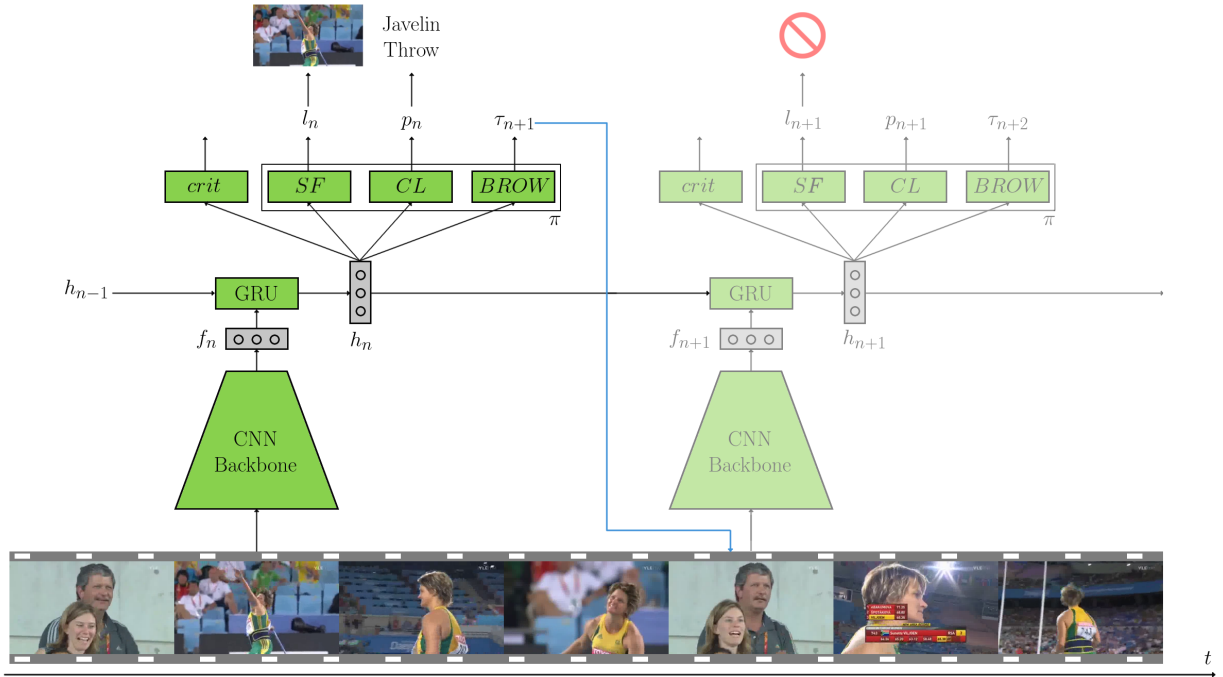 Javelin
Throw
l_n
p_n
τ_{n+1}
l_{n+1}
p_{n+1}
τ_{n+2}
crit
SF
CL
BROW
crit
SF
CL
BROW
π
π
h_{n−1}
GRU
GRU
f_n
h_n
f_{n+1}
h_{n+1}
CNN
Backbone
CNN
Backbone
t